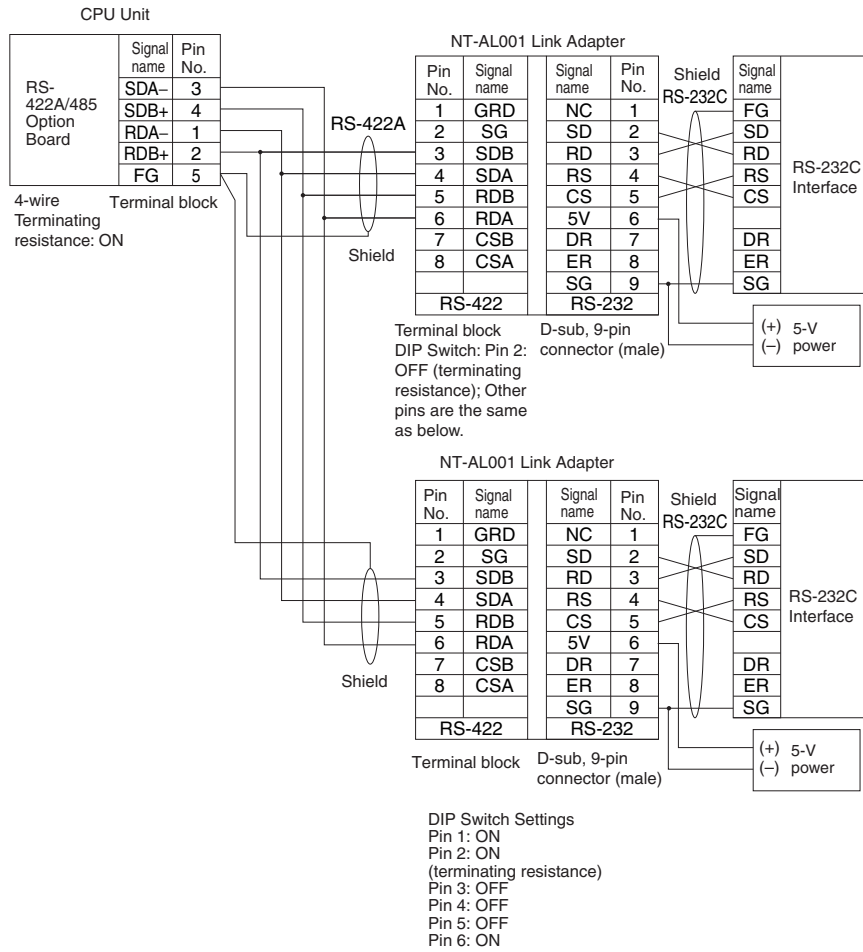 CPU Unit
Signal name Pin No.
RS-422A/485 Option Board
SDA− 3
SDB+ 4
RDA− 1
RDB+ 2
FG 5
4-wire
Terminating
resistance: ON
Terminal block
RS-422A
Shield
NT-AL001 Link Adapter
Pin No. Signal name Signal name Pin No.
1 GRD NC 1
2 SG SD 2
3 SDB RD 3
4 SDA RS 4
5 RDB CS 5
6 RDA 5V 6
7 CSB DR 7
8 CSA ER 8
SG 9
RS-422 RS-232
Terminal block
DIP Switch: Pin 2:
OFF (terminating
resistance); Other
pins are the same
as below.
D-sub, 9-pin
connector (male)
Shield
RS-232C
Signal name
FG
SD
RD
RS
CS
DR
ER
SG
RS-232C
Interface
(+) 5-V
(−) power
NT-AL001 Link Adapter
Shield
Pin No. Signal name Signal name Pin No.
1 GRD NC 1
2 SG SD 2
3 SDB RD 3
4 SDA RS 4
5 RDB CS 5
6 RDA 5V 6
7 CSB DR 7
8 CSA ER 8
SG 9
RS-422 RS-232
Terminal block
D-sub, 9-pin
connector (male)
Shield
RS-232C
Signal name
FG
SD
RD
RS
CS
DR
ER
SG
RS-232C
Interface
(+) 5-V
(−) power
DIP Switch Settings
Pin 1: ON
Pin 2: ON
(terminating resistance)
Pin 3: OFF
Pin 4: OFF
Pin 5: OFF
Pin 6: ON